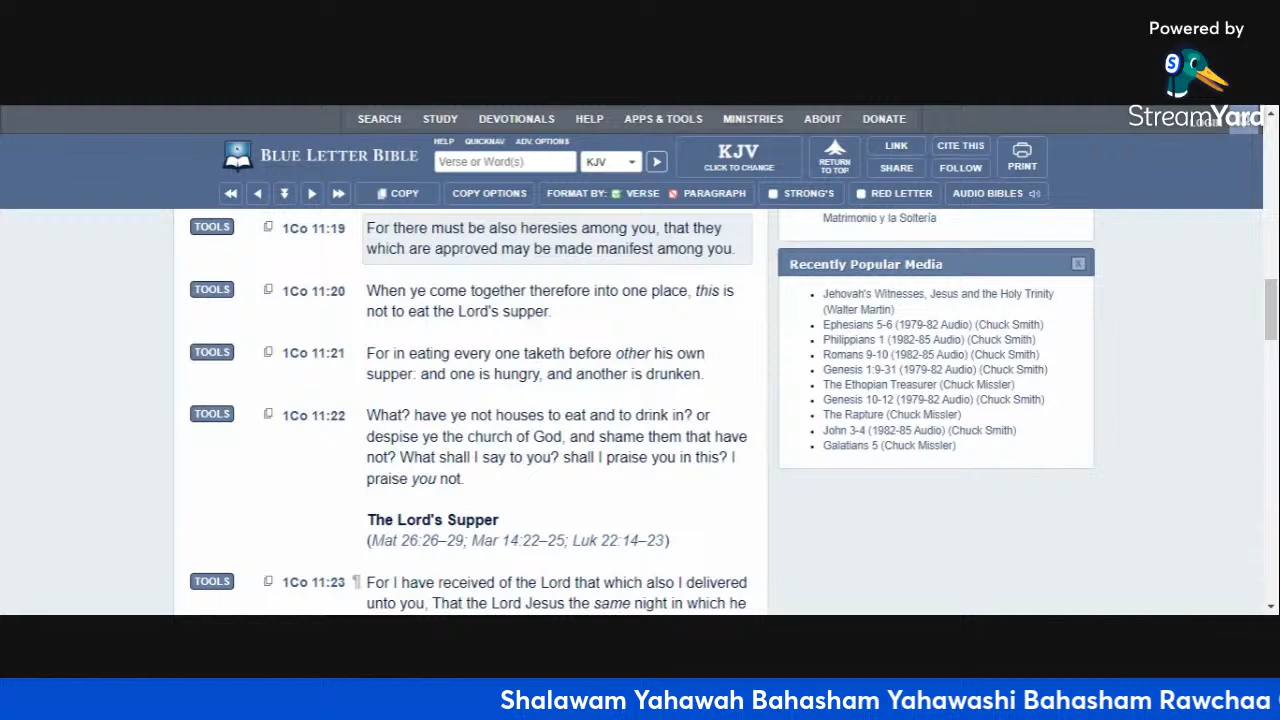 Powered by
StreamYard
SEARCH STUDY DEVOTIONALS HELP APPS & TOOLS MINISTRIES ABOUT DONATE
HELP QUICKNAV ADV. OPTIONS
BLUE LETTER BIBLE
Verse or Word(s)
KJV
KJV
CLICK TO CHANGE
RETURN
TO TOP
LINK
CITE THIS
SHARE
FOLLOW
PRINT
COPY COPY OPTIONS FORMAT BY: VERSE PARAGRAPH STRONG'S RED LETTER AUDIO BIBLES
TOOLS 1Co 11:19 For there must be also heresies among you, that they
which are approved may be made manifest among you.
TOOLS 1Co 11:20 When ye come together therefore into one place, this is
not to eat the Lord's supper.
TOOLS 1Co 11:21 For in eating every one taketh before other his own
supper: and one is hungry, and another is drunken.
TOOLS 1Co 11:22 What? have ye not houses to eat and to drink in? or
despise ye the church of God, and shame them that have
not? What shall I say to you? shall I praise you in this? I
praise you not.
The Lord's Supper
(Mat 26:26–29; Mar 14:22–25; Luk 22:14–23)
TOOLS 1Co 11:23 ¶ For I have received of the Lord that which also I delivered
unto you, That the Lord Jesus the same night in which he
Matrimonio y la Soltería
Recently Popular Media
Jehovah's Witnesses, Jesus and the Holy Trinity
(Walter Martin)
Ephesians 5-6 (1979-82 Audio) (Chuck Smith)
Philippians 1 (1982-85 Audio) (Chuck Smith)
Romans 9-10 (1982-85 Audio) (Chuck Smith)
Genesis 1:9-31 (1979-82 Audio) (Chuck Smith)
The Ethopian Treasurer (Chuck Missler)
Genesis 10-12 (1979-82 Audio) (Chuck Smith)
The Rapture (Chuck Missler)
John 3-4 (1982-85 Audio) (Chuck Smith)
Galatians 5 (Chuck Missler)
Shalawam Yahawah Bahasham Yahawashi Bahasham Rawchaa